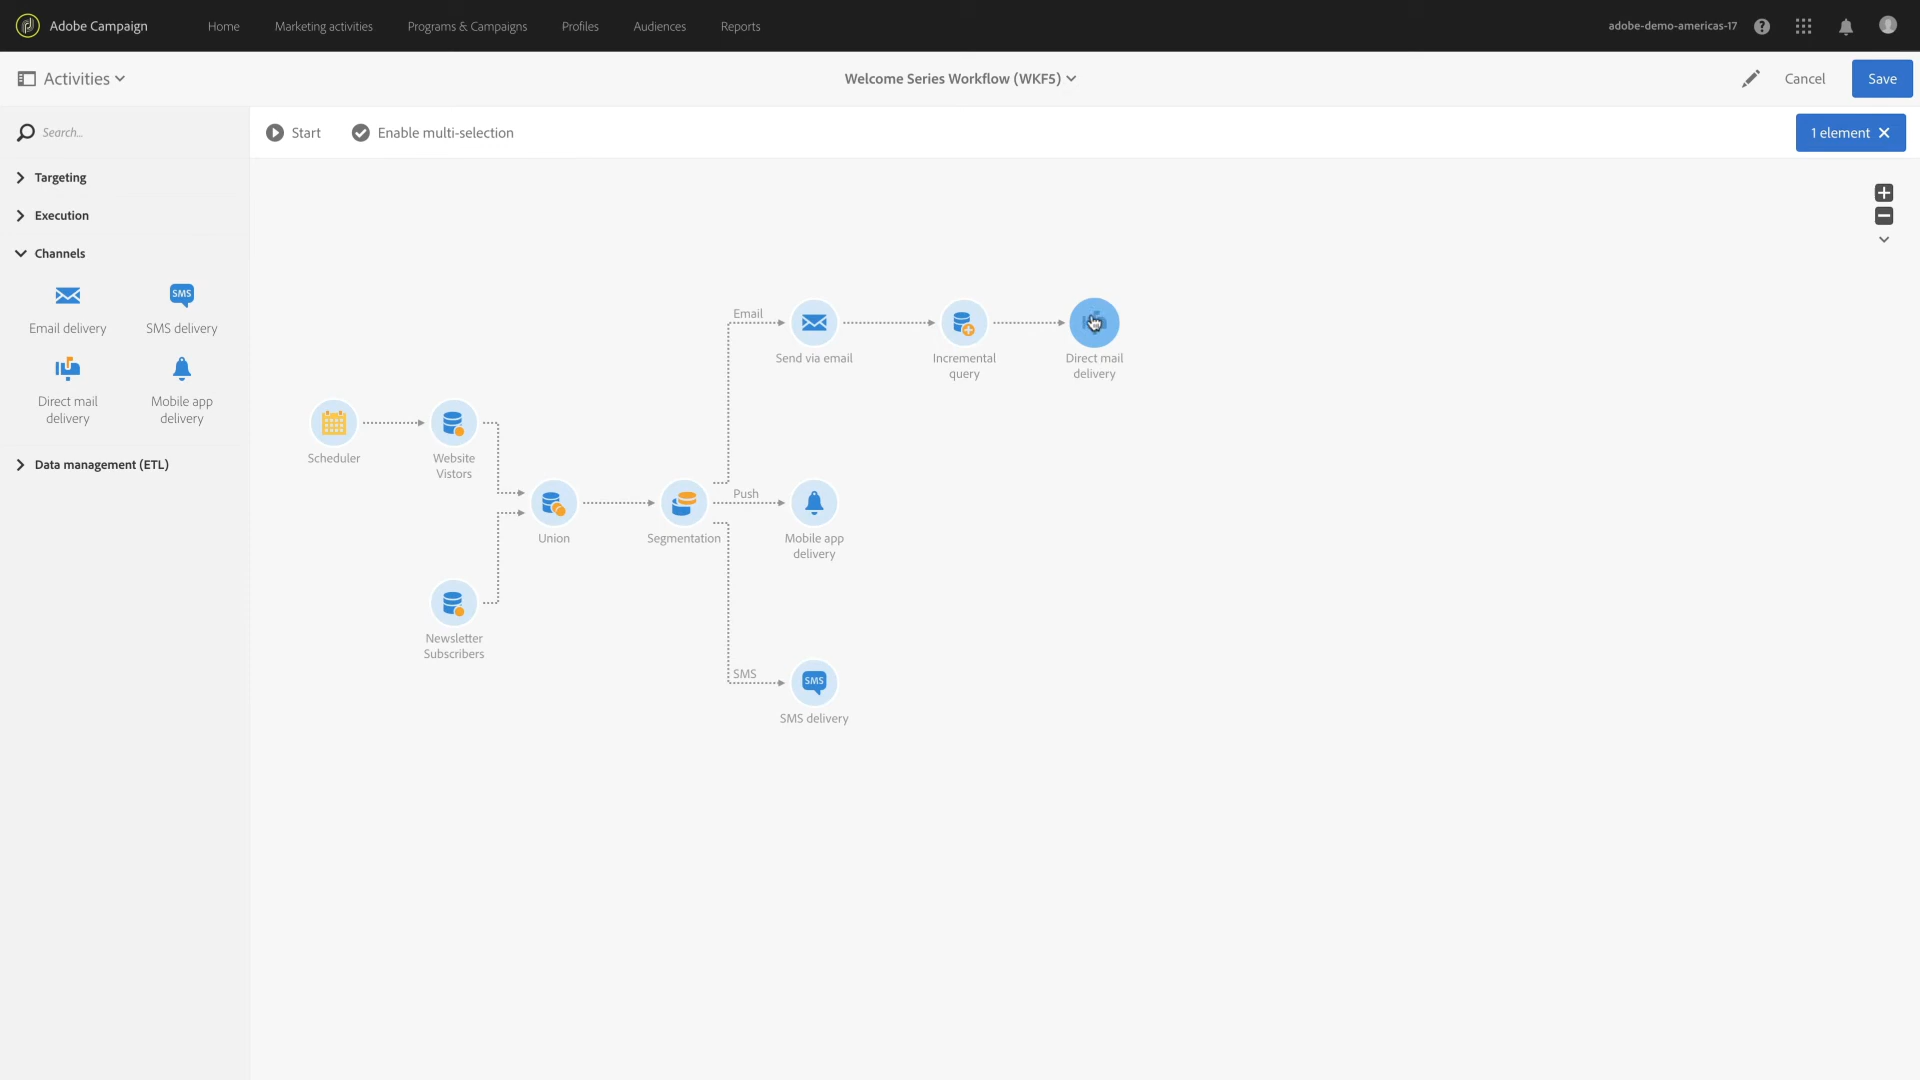 Adobe Campaign
Home
Marketing activities
Programs & Campaigns
Profiles
Audiences
Reports
adobe-demo-americas-17
Activities
Welcome Series Workflow (WKF5)
Cancel
Save
Search...
Start
Enable multi-selection
1 element
Targeting
Execution
Channels
Email delivery
SMS
SMS delivery
Direct mail
delivery
Mobile app
delivery
Data management (ETL)
Email
Send via email
Incremental
query
Direct mail
delivery
Scheduler
Website
Vistors
Union
Segmentation
Push
Mobile app
delivery
Newsletter
Subscribers
SMS
SMS
SMS delivery